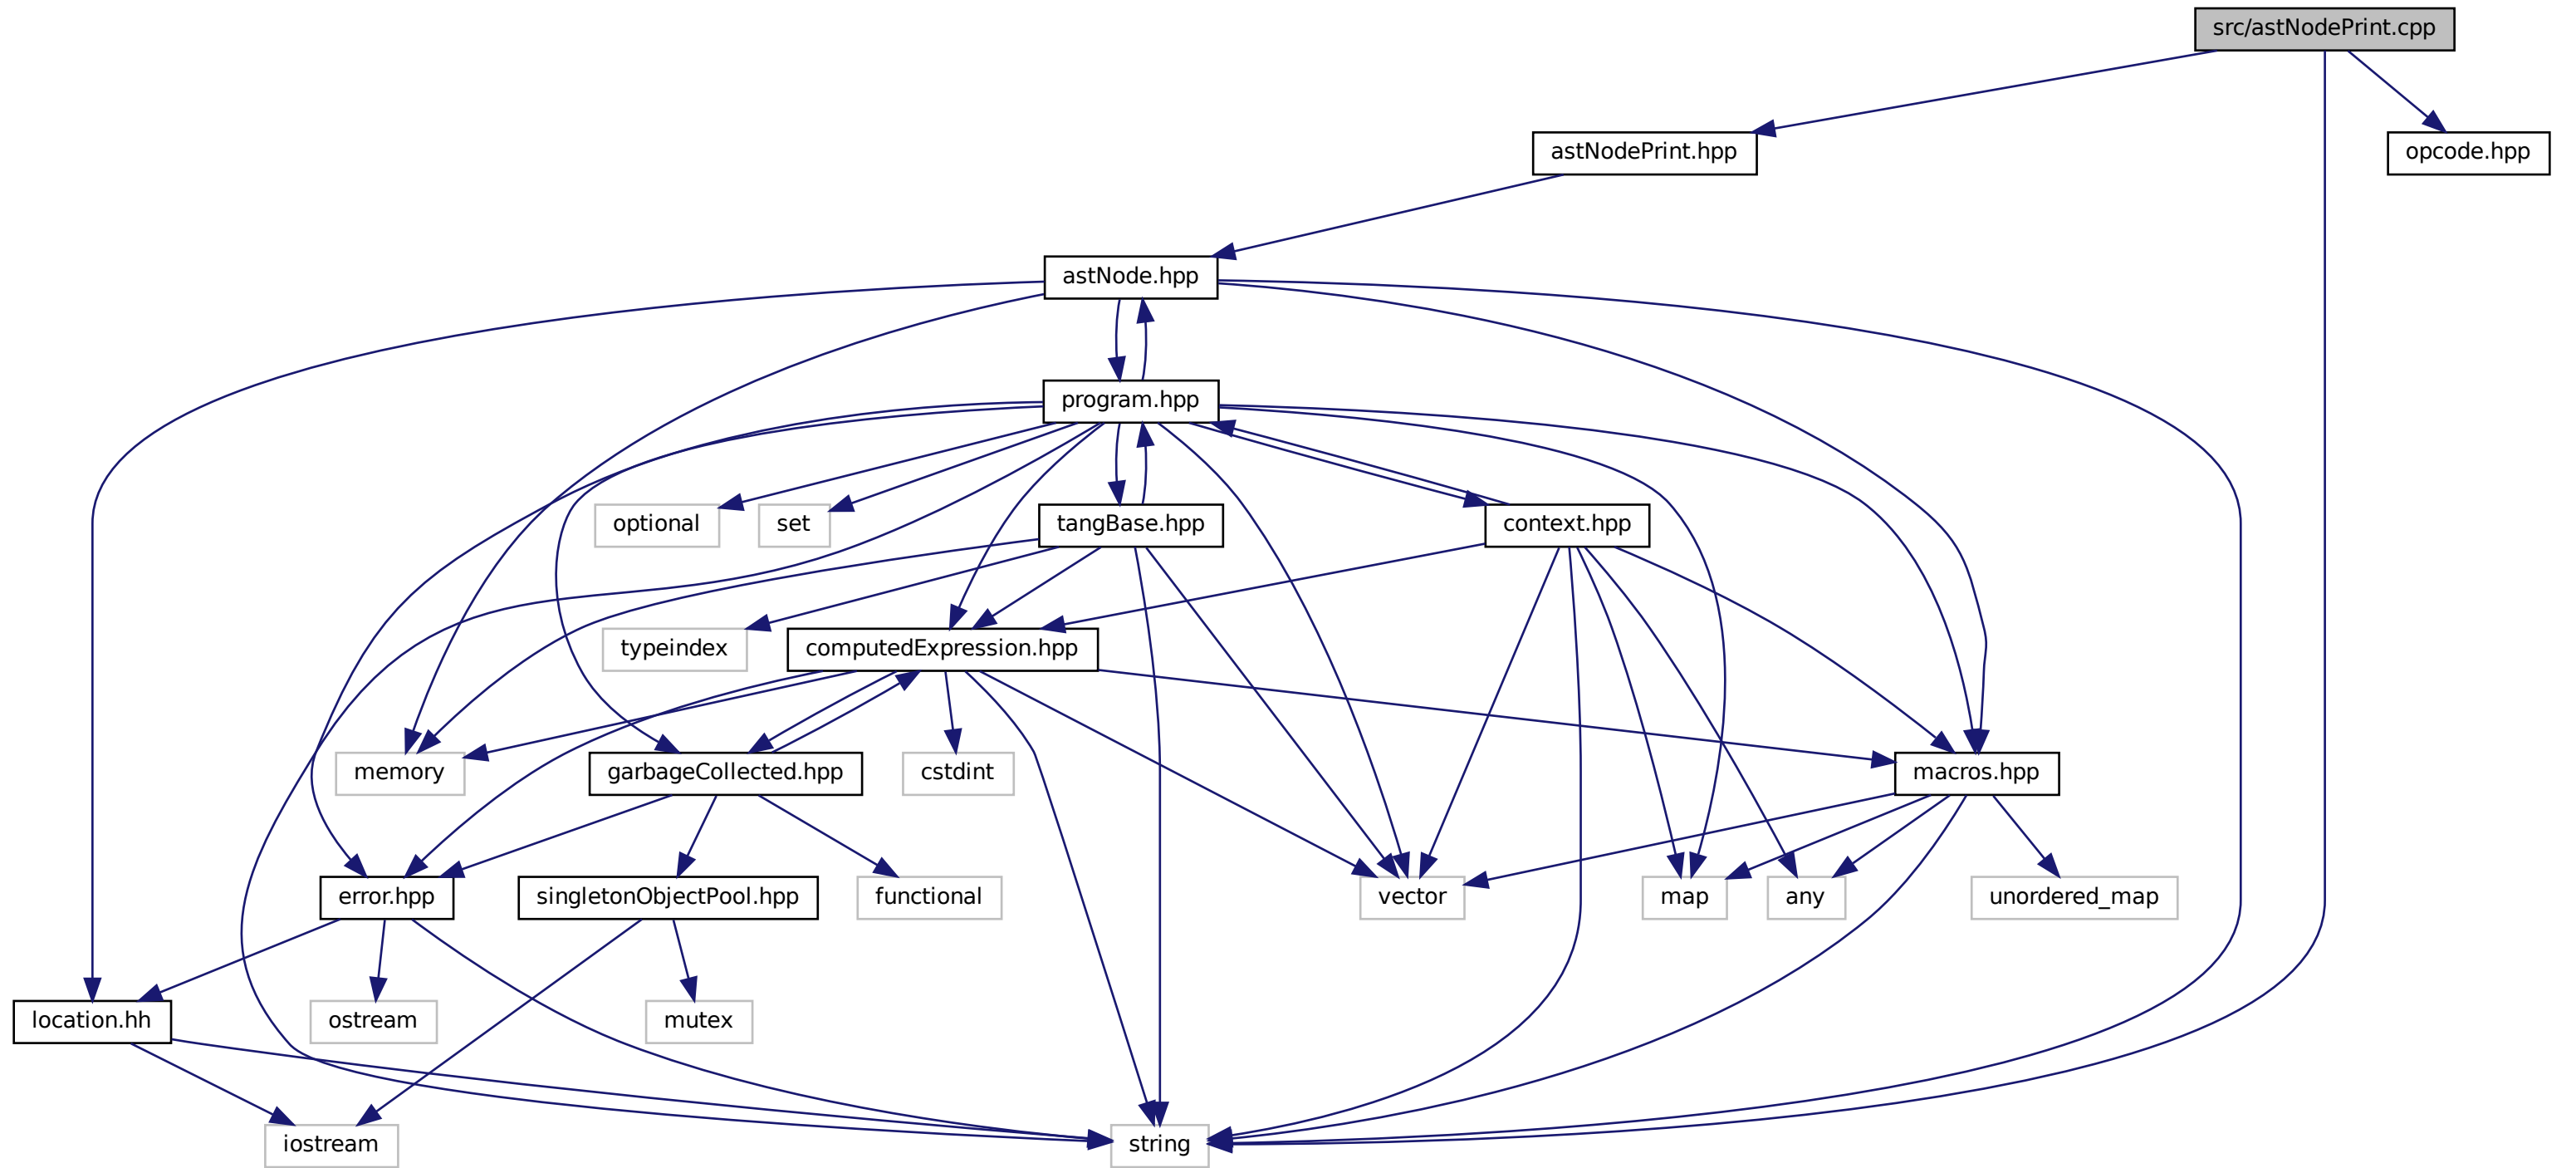 src/astNodePrint.cpp
astNodePrint.hpp
opcode.hpp
astNode.hpp
program.hpp
optional
set
tangBase.hpp
context.hpp
typeindex
computedExpression.hpp
memory
garbageCollected.hpp
cstdint
macros.hpp
error.hpp
singletonObjectPool.hpp
functional
vector
map
any
unordered_map
location.hh
ostream
mutex
iostream
string